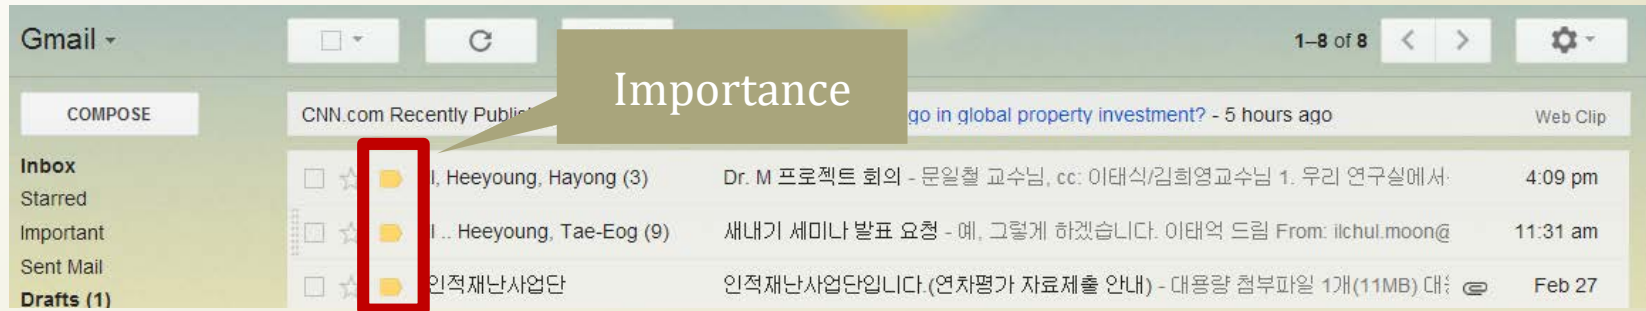 Gmail
1–8 of 8
Importance
COMPOSE
CNN.com Recently Publis go in global property investment? - 5 hours ago Web Clip
Inbox
I, Heeyoung, Hayong (3) Dr. M 프로젝트 회의 - 문일철 교수님, cc: 이태식/김희영교수님 1. 우리 연구실에서 4:09 pm
Starred
Important
I .. Heeyoung, Tae-Eog (9) 새내기 세미나 발표 요청 - 예, 그렇게 하겠습니다. 이태억 드림 From: ilchul.moon@ 11:31 am
Sent Mail
인적재난사업단 인적재난사업단입니다.(연차평가 자료제출 안내) - 대용량 첨부파일 1개(11MB) Feb 27
Drafts (1)